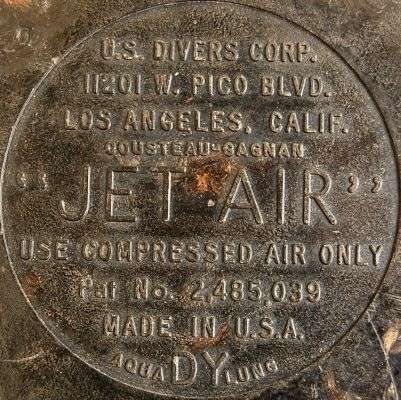 U.S. DIVERS CORP.
11201 W. PICO BLVD.
LOS ANGELES, CALIF.
COUSTEAU-GAGNAN
"JET AIR"
USE COMPRESSED AIR ONLY
Pat No. 2,485,039
MADE IN U.S.A.
AQUA DY LUNG